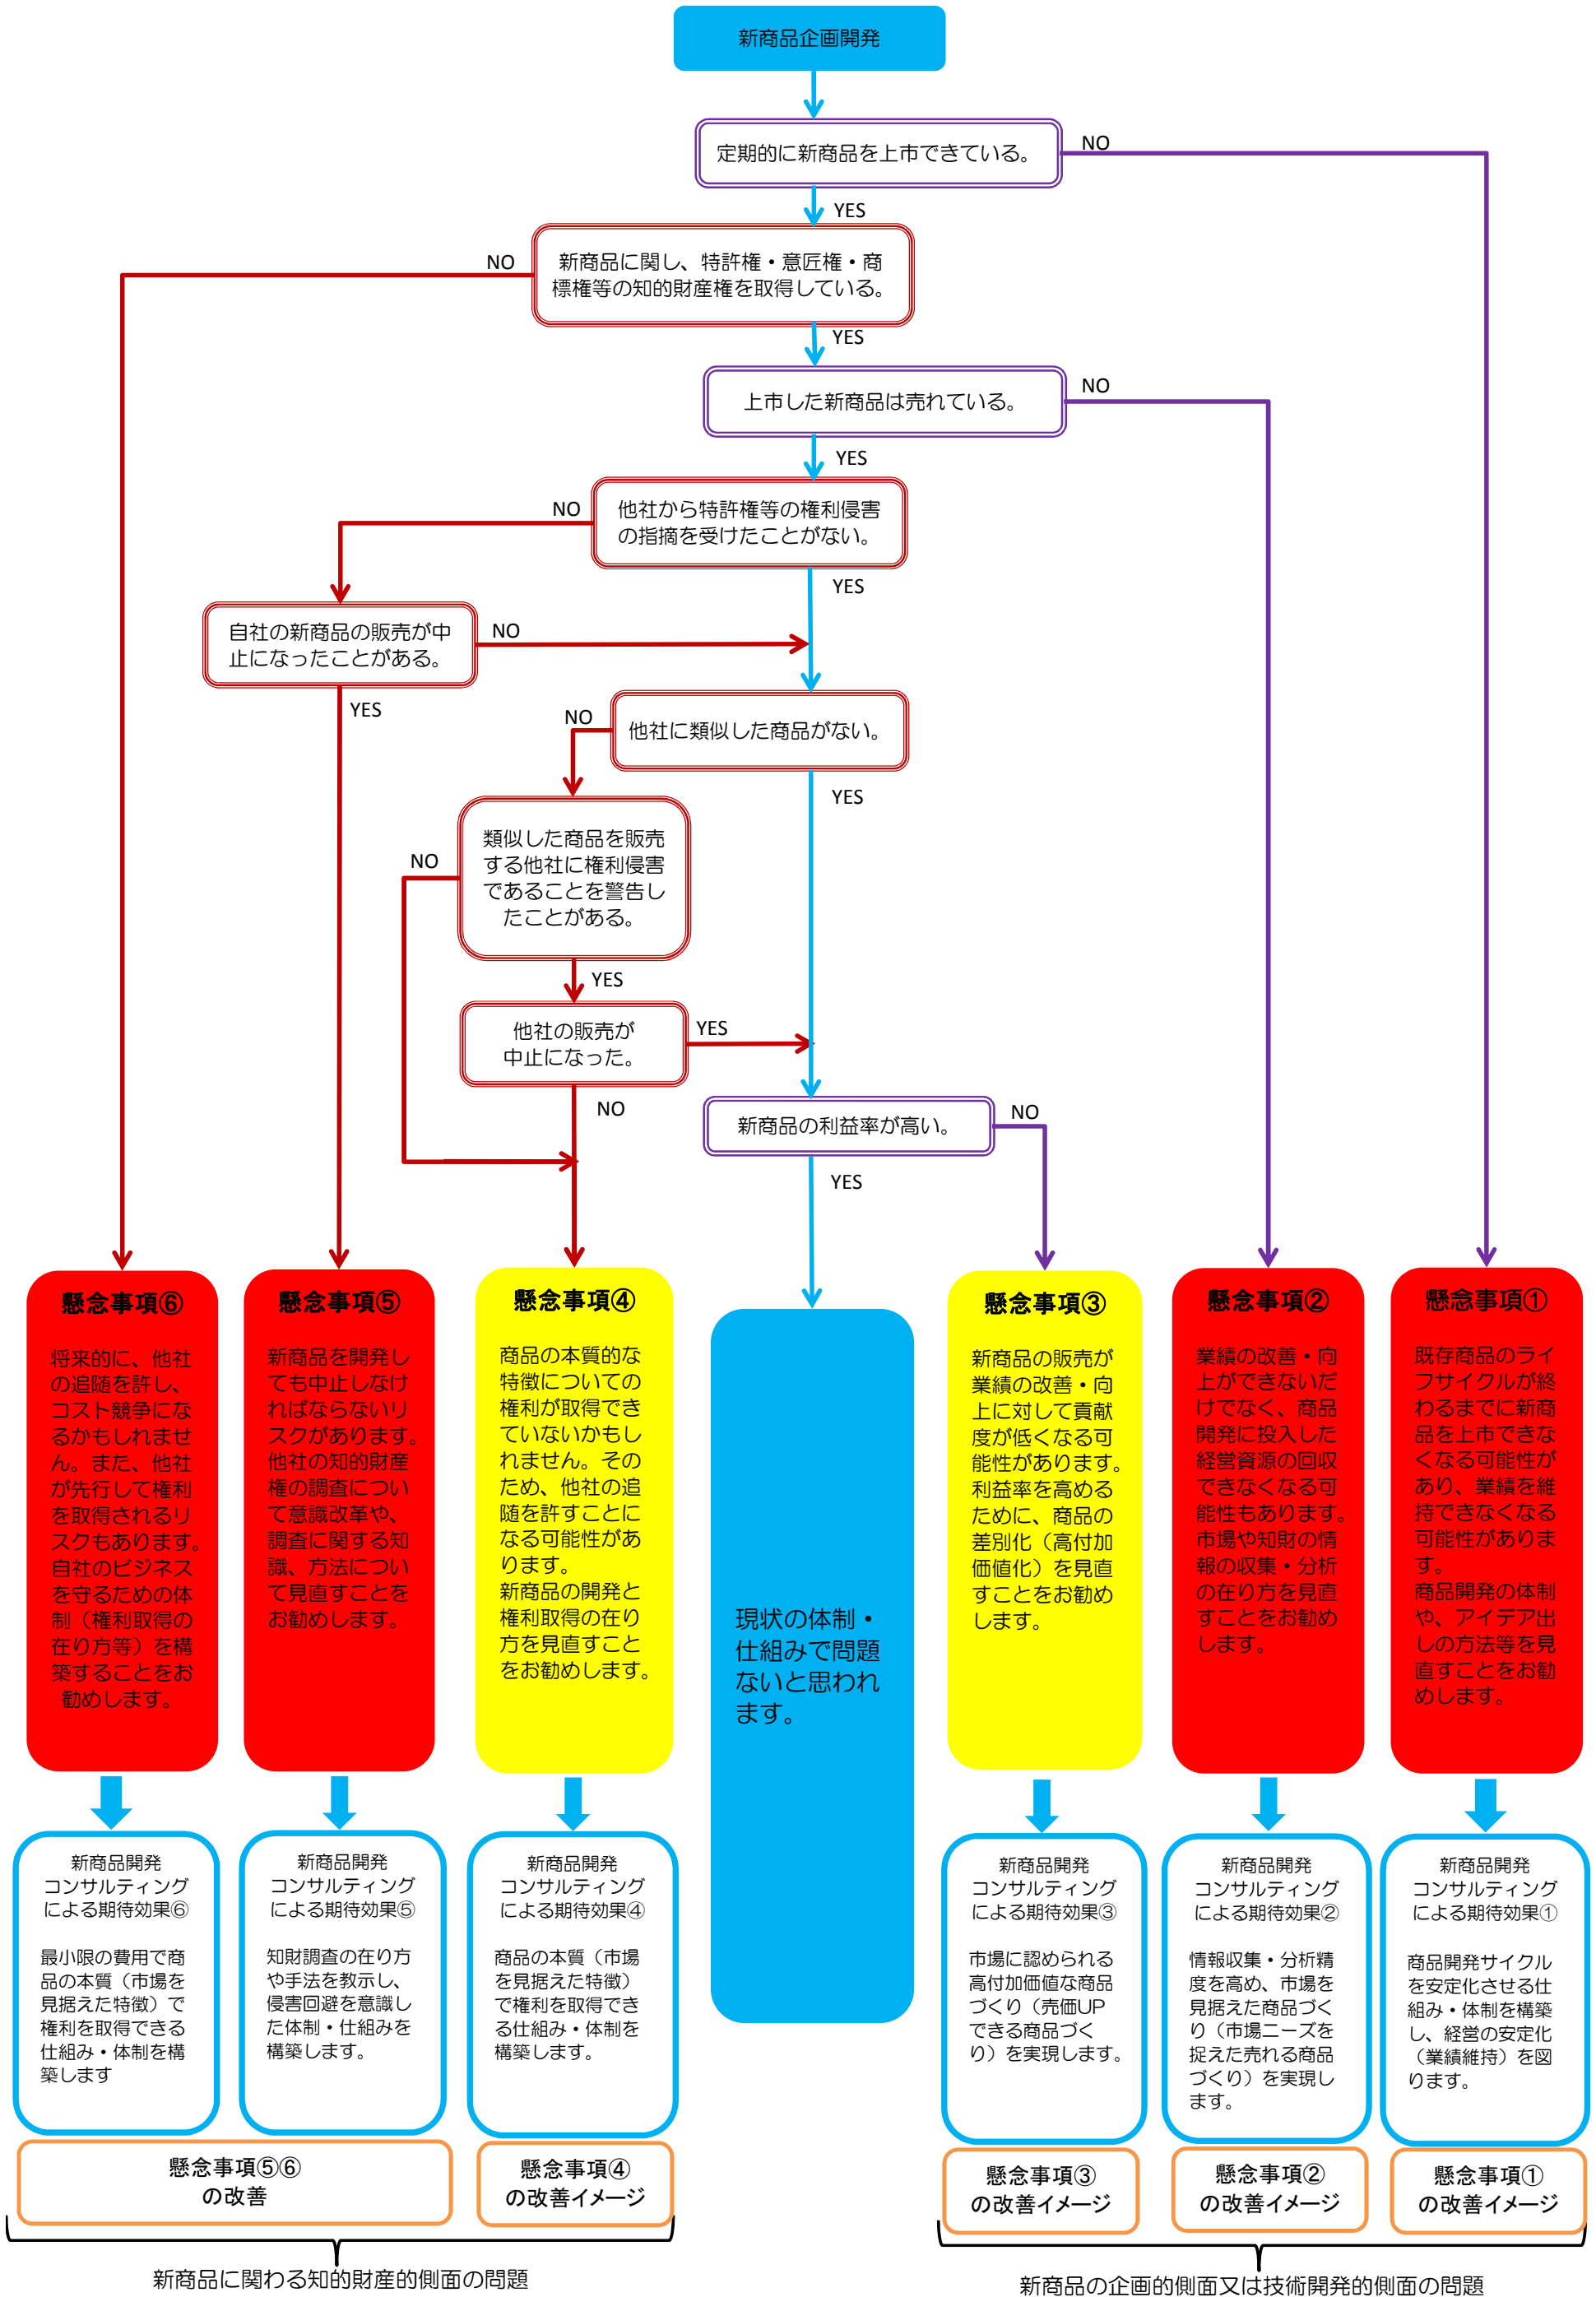 新商品企画開発
定期的に新商品を上市できている。
NO
YES
新商品に関し、特許権・意匠権・商
標権等の知的財産権を取得している。
NO
YES
上市した新商品は売れている。
NO
YES
他社から特許権等の権利侵害
の指摘を受けたことがない。
NO
YES
自社の新商品の販売が中
止になったことがある。
NO
YES
他社に類似した商品がない。
NO
YES
類似した商品を販売
する他社に権利侵害
であることを警告し
たことがある。
NO
YES
他社の販売が
中止になった。
YES
NO
新商品の利益率が高い。
NO
YES
懸念事項⑥
将来的に、他社
の追随を許し、
コスト競争にな
るかもしれませ
ん。また、他社
が先行して権利
を取得されるリ
スクもあります。
自社のビジネス
を守るための体
制（権利取得の
在り方等）を構
築することをお
勧めします。
懸念事項⑤
新商品を開発し
ても中止しなけ
ればならないリ
スクがあります。
他社の知的財産
権の調査につい
て意識改革や、
調査に関する知
識、方法につい
て見直すことを
お勧めします。
懸念事項④
商品の本質的な
特徴についての
権利が取得でき
ていないかもし
れません。その
ため、他社の追
随を許すことに
なる可能性があ
ります。
新商品の開発と
権利取得の在り
方を見直すこと
をお勧めします。
現状の体制・
仕組みで問題
ないと思われ
ます。
懸念事項③
新商品の販売が
業績の改善・向
上に対して貢献
度が低くなる可
能性があります。
利益率を高める
ために、商品の
差別化（高付加
価値化）を見直
すことをお勧め
します。
懸念事項②
業績の改善・向
上ができないだ
けでなく、商品
開発に投入した
経営資源の回収
できなくなる可
能性もあります。
市場や知財の情
報の収集・分析
の在り方を見直
すことをお勧め
します。
懸念事項①
既存商品のライ
フサイクルが終
わるまでに新商
品を上市できな
くなる可能性が
あり、業績を維
持できなくなる
可能性がありま
す。
商品開発の体制
や、アイデア出
しの方法等を見
直すことをお勧
めします。
新商品開発
コンサルティング
による期待効果⑥
最小限の費用で商
品の本質（市場を
見据えた特徴）で
権利を取得できる
仕組み・体制を構
築します
新商品開発
コンサルティング
による期待効果⑤
知財調査の在り方
や手法を教示し、
侵害回避を意識し
た体制・仕組みを
構築します。
新商品開発
コンサルティング
による期待効果④
商品の本質（市場
を見据えた特徴）
で権利を取得でき
る仕組み・体制を
構築します。
新商品開発
コンサルティング
による期待効果③
市場に認められる
高付加価値な商品
づくり（売価UP
できる商品づく
り）を実現します。
新商品開発
コンサルティング
による期待効果②
情報収集・分析精
度を高め、市場を
見据えた商品づく
り（市場ニーズを
捉えた売れる商品
づくり）を実現し
ます。
新商品開発
コンサルティング
による期待効果①
商品開発サイクル
を安定化させる仕
組み・体制を構築
し、経営の安定化
（業績維持）を図
ります。
懸念事項⑤⑥
の改善
懸念事項④
の改善イメージ
懸念事項③
の改善イメージ
懸念事項②
の改善イメージ
懸念事項①
の改善イメージ
新商品に関わる知的財産的側面の問題
新商品の企画的側面又は技術開発的側面の問題